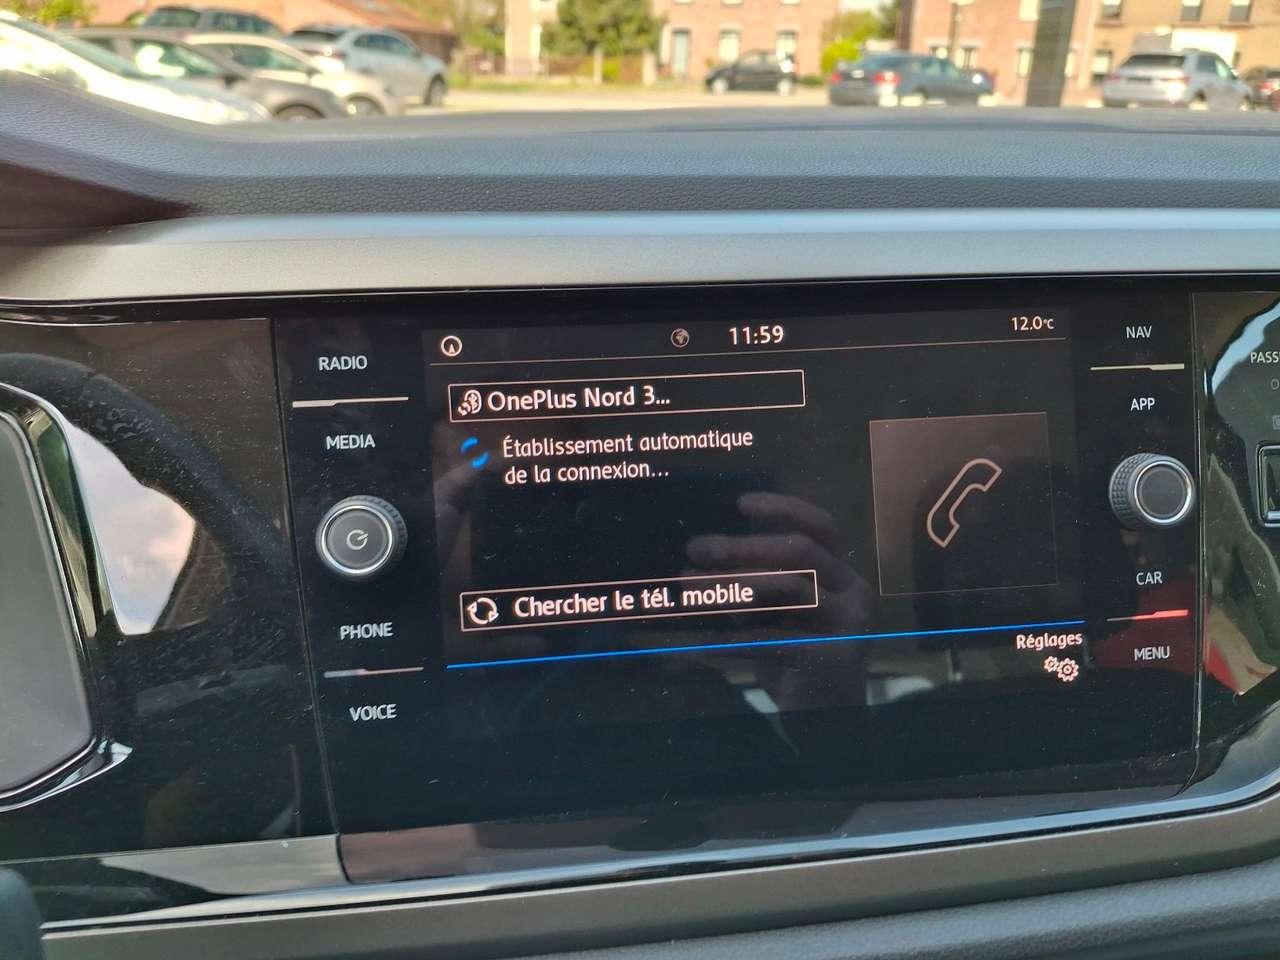 11:59
12.0°C
RADIO
MEDIA
PHONE
VOICE
OnePlus Nord 3...
Établissement automatique
de la connexion...
Chercher le tél. mobile
Réglages
NAV
APP
CAR
MENU